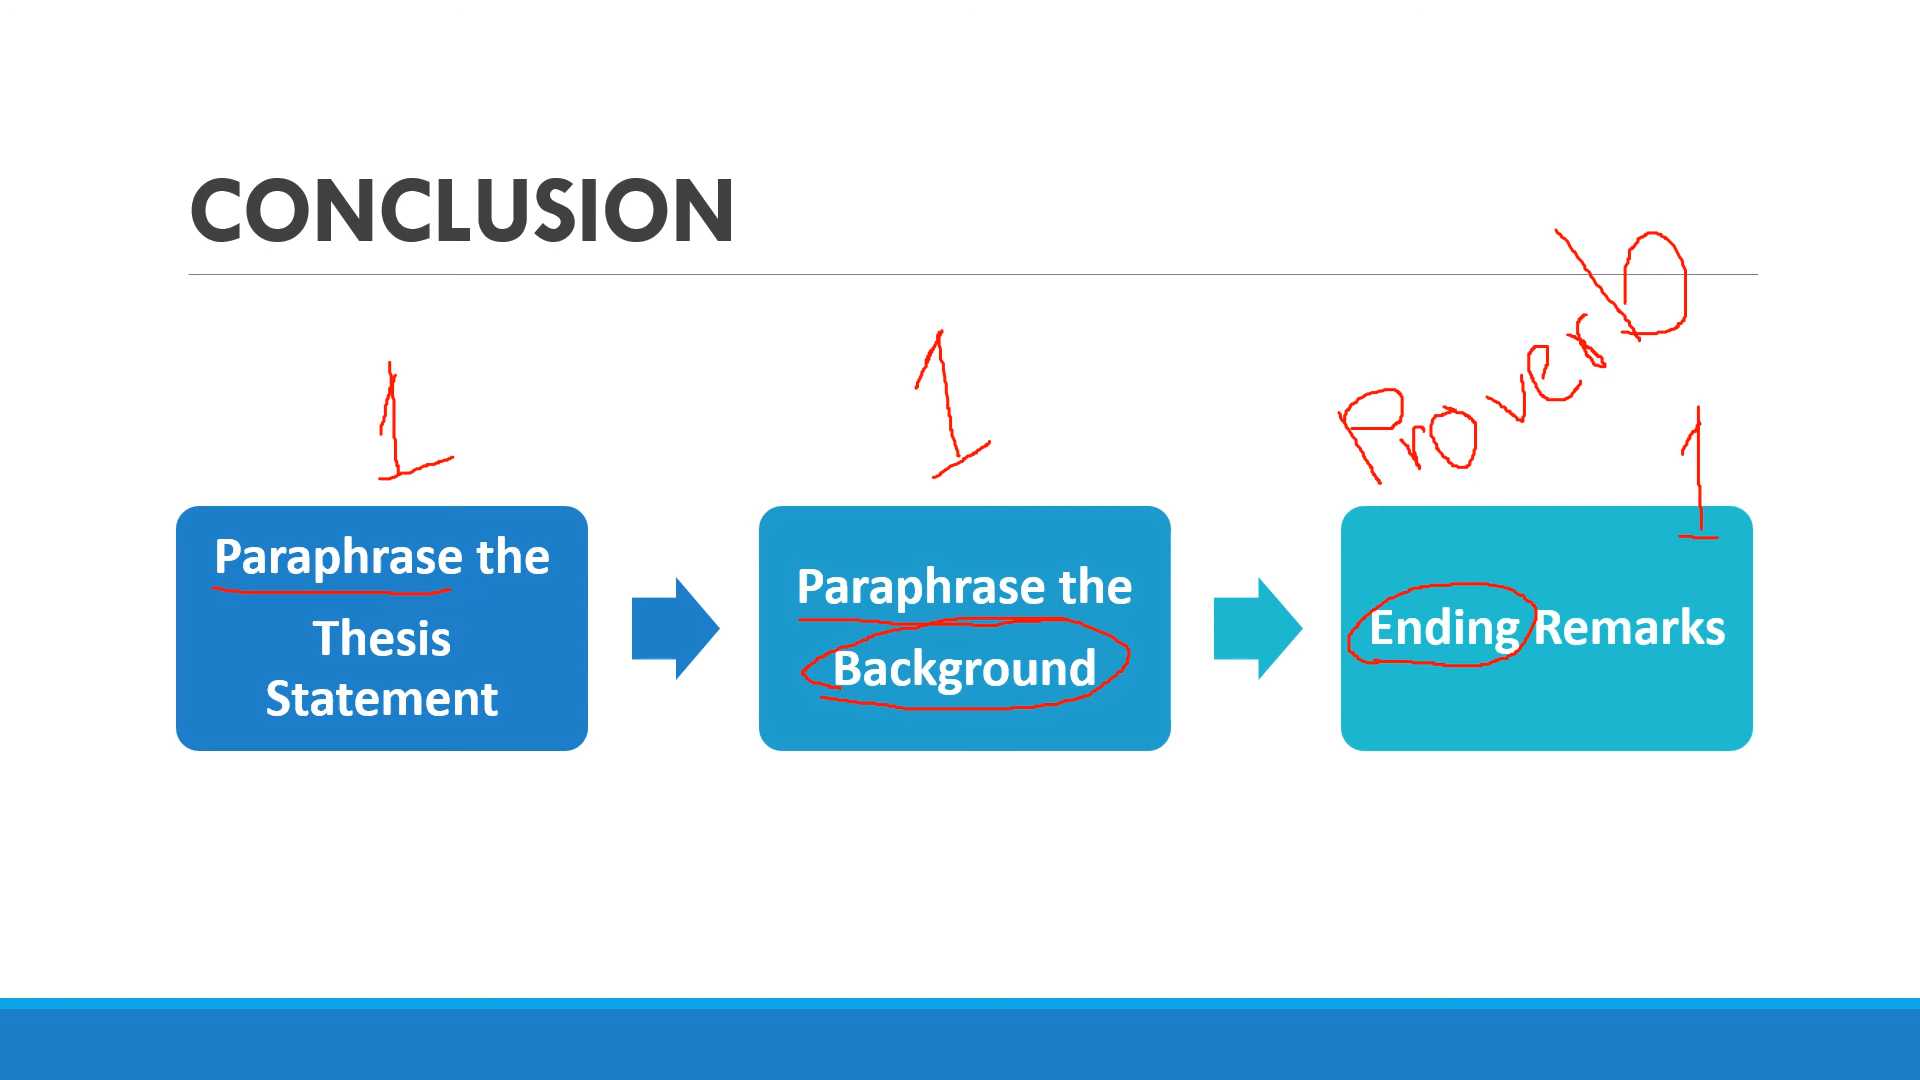 CONCLUSION
1
1
Proverb
1
Paraphrase the
Thesis
Statement
Paraphrase the
Background
Ending Remarks